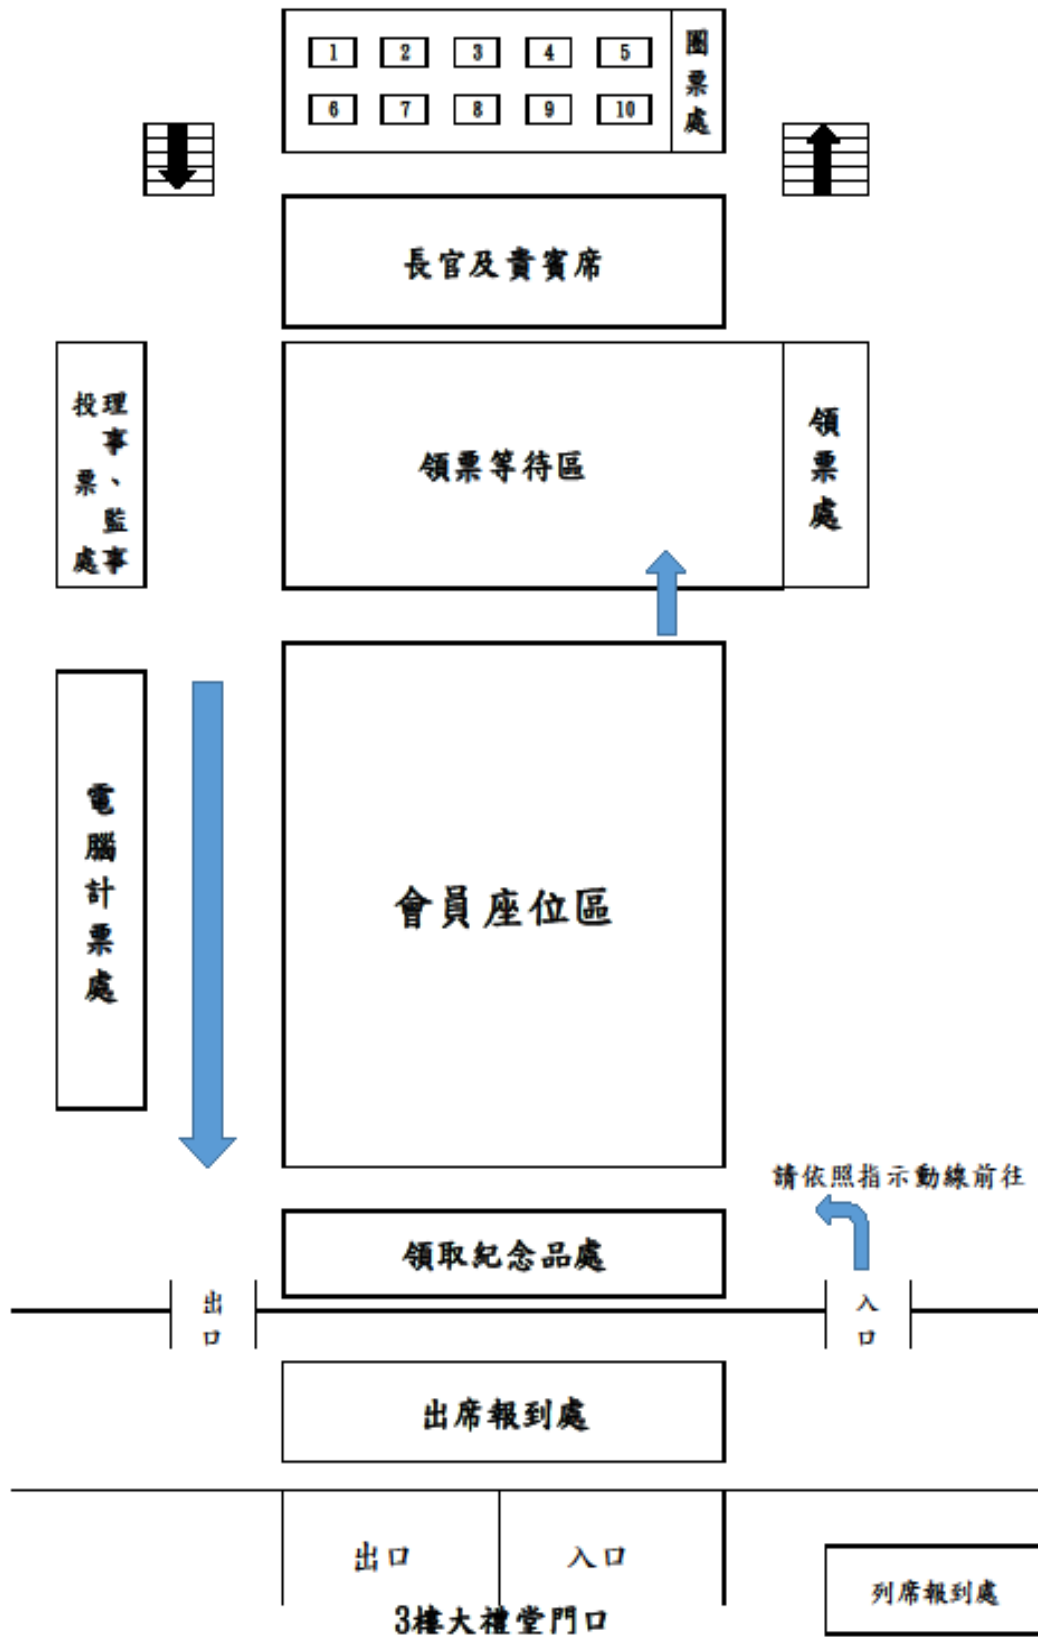 1 2 3 4 5
6 7 8 9 10
圈票處
長官及貴賓席
理事、監事
投票處
領票等待區
領票處
電腦計票處
會員座位區
請依照指示動線前往
領取紀念品處
出口
入口
出席報到處
出口
入口
列席報到處
3樓大禮堂門口